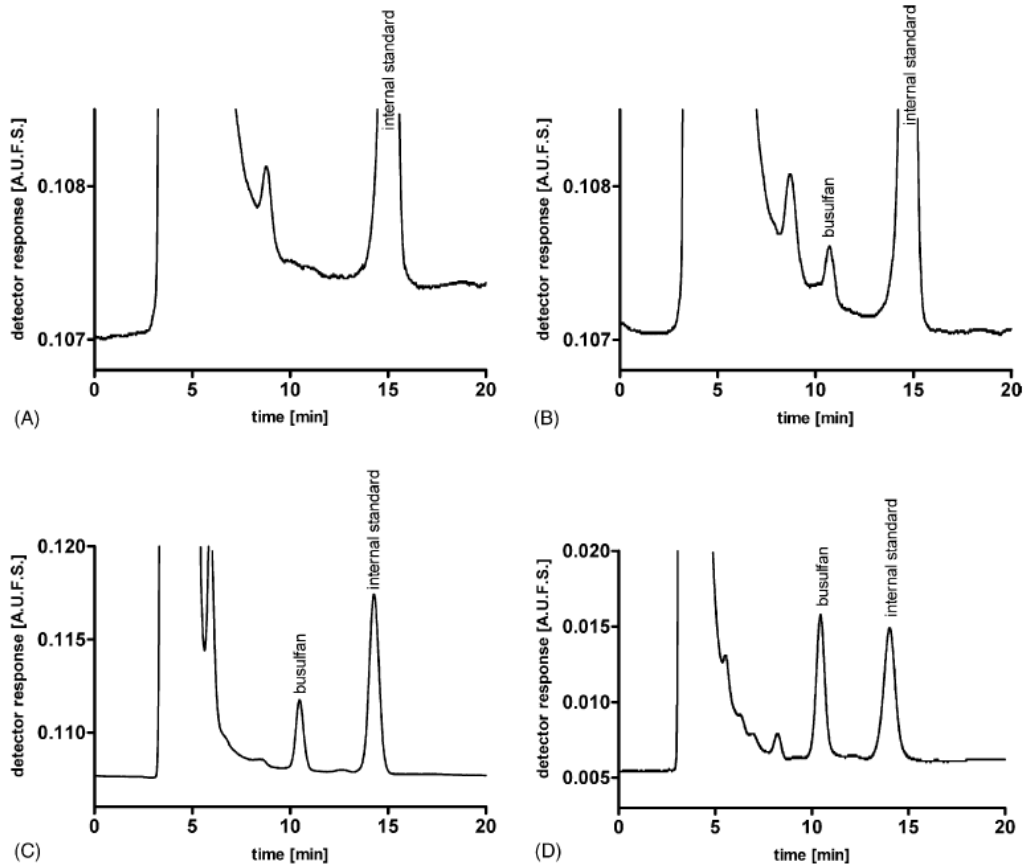 internal standard
detector response [A.U.F.S.]
0.108
0.107
0 5 10 15 20
time [min]
(A)
internal standard
busulfan
detector response [A.U.F.S.]
0.108
0.107
0 5 10 15 20
time [min]
(B)
internal standard
busulfan
detector response [A.U.F.S.]
0.120
0.115
0.110
0 5 10 15 20
time [min]
(C)
busulfan
internal standard
detector response [A.U.F.S.]
0.020
0.015
0.010
0.005
0 5 10 15 20
time [min]
(D)